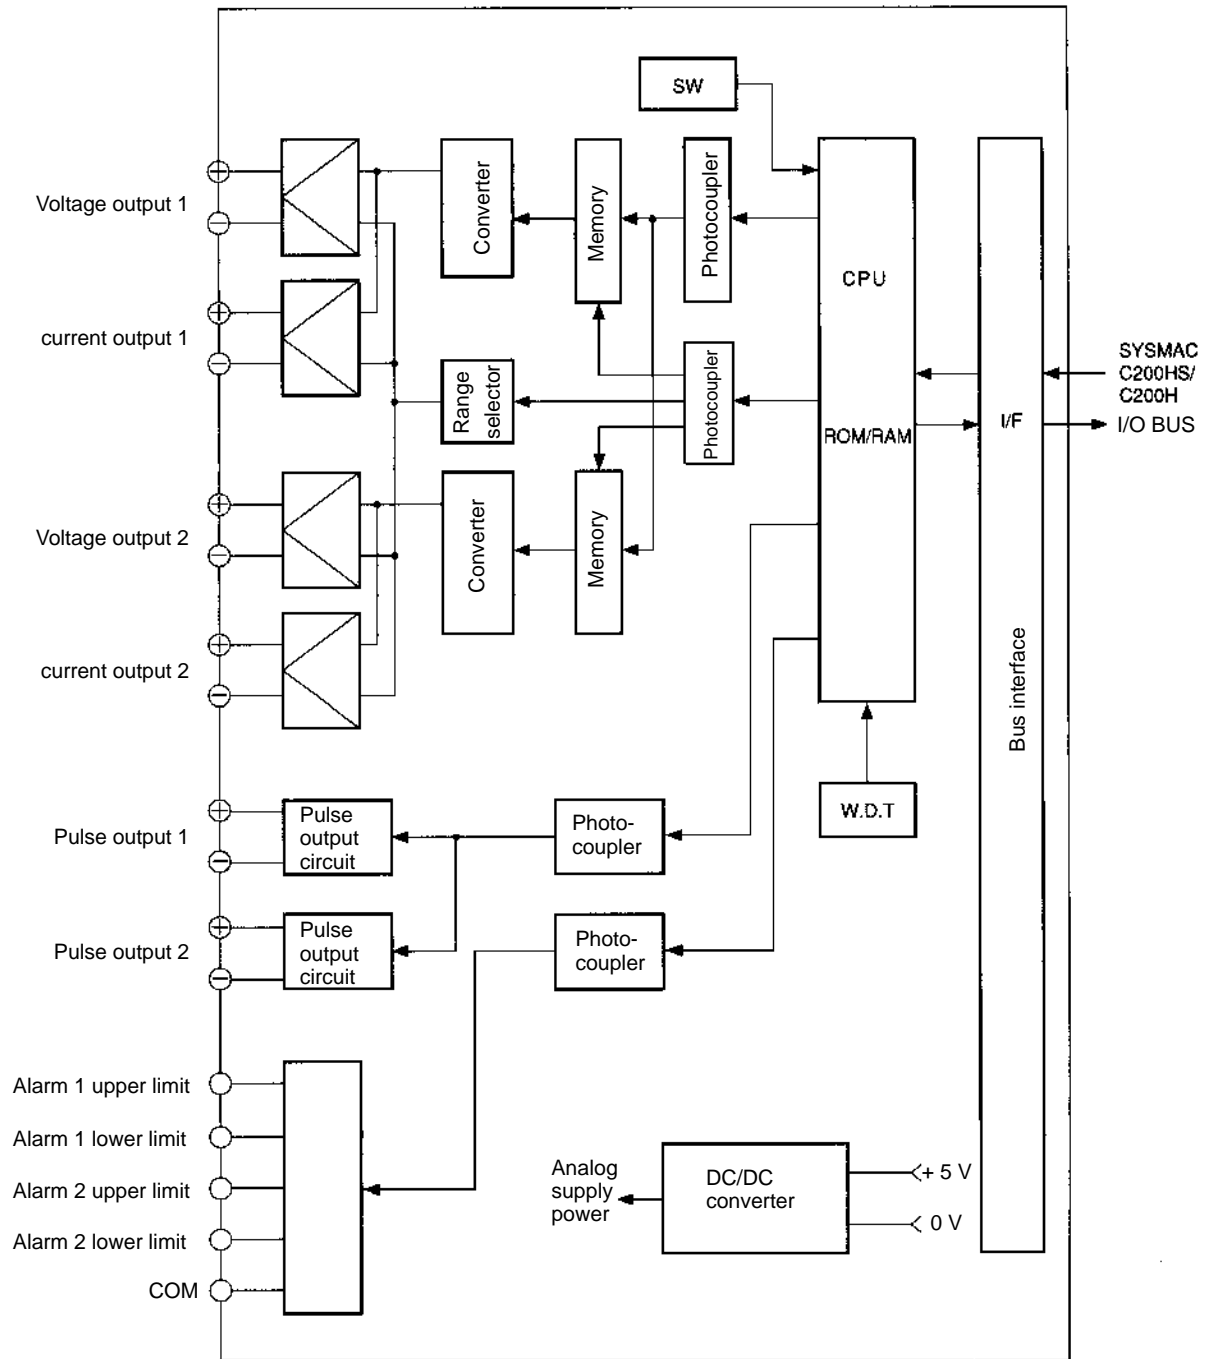 SW
Voltage output 1
Converter
Memory
Photocoupler
CPU
current output 1
Range
selector
Photocoupler
ROM/RAM
I/F
SYSMAC
C200HS/
C200H
I/O BUS
Voltage output 2
Converter
Memory
current output 2
Bus interface
W.D.T
Pulse output 1
Pulse
output
circuit
Photo-
coupler
Pulse output 2
Pulse
output
circuit
Photo-
coupler
Alarm 1 upper limit
Alarm 1 lower limit
Alarm 2 upper limit
Alarm 2 lower limit
COM
Analog
supply
power
DC/DC
converter
+ 5 V
0 V